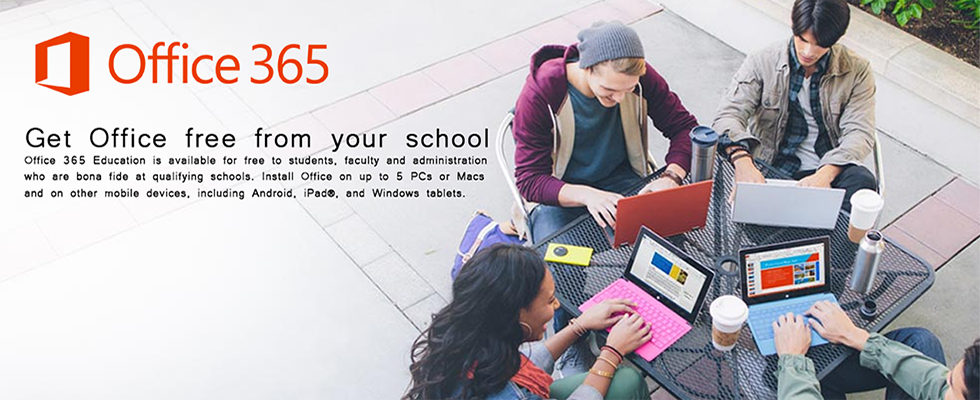 Office 365
Get Office free from your school
Office 365 Education is available for free to students, faculty and administration
who are bona fide at qualifying schools. Install Office on up to 5 PCs or Macs
and on other mobile devices, including Android, iPad®, and Windows tablets.